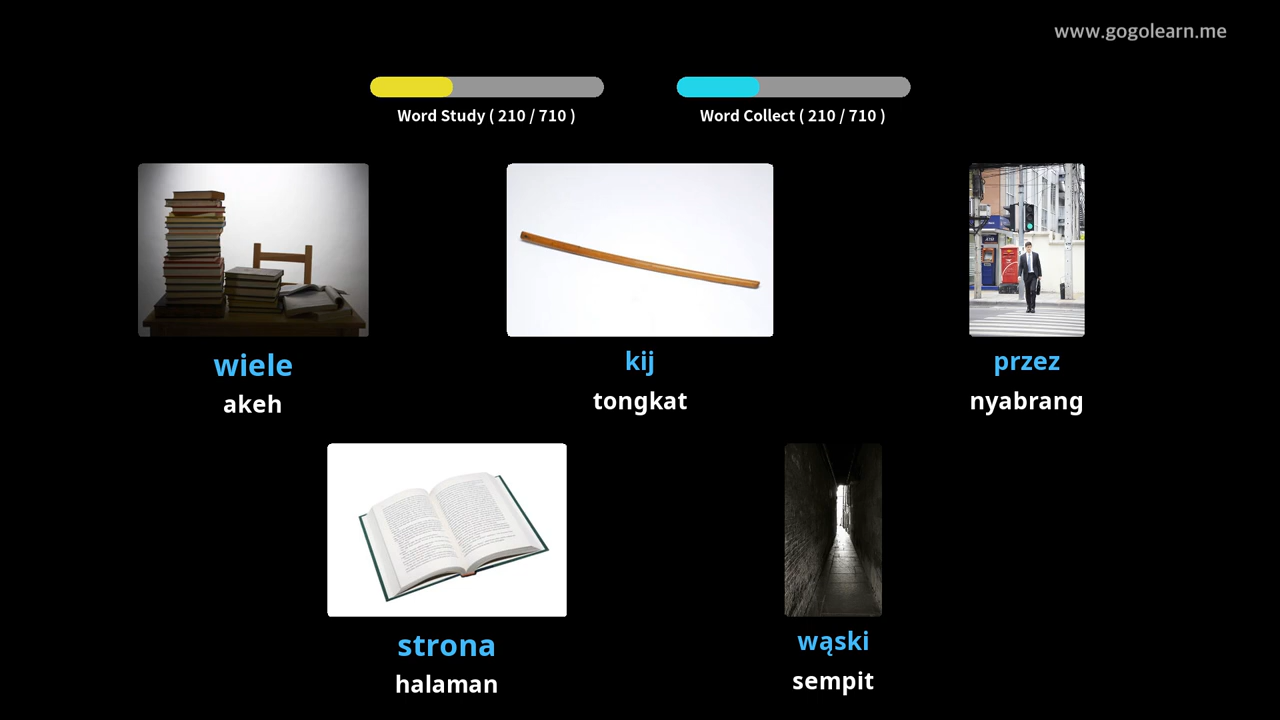 www.gogolearn.me
Word Study ( 210 / 710 )
Word Collect ( 210 / 710 )
wiele
akeh
kij
tongkat
przez
nyabrang
strona
halaman
wąski
sempit